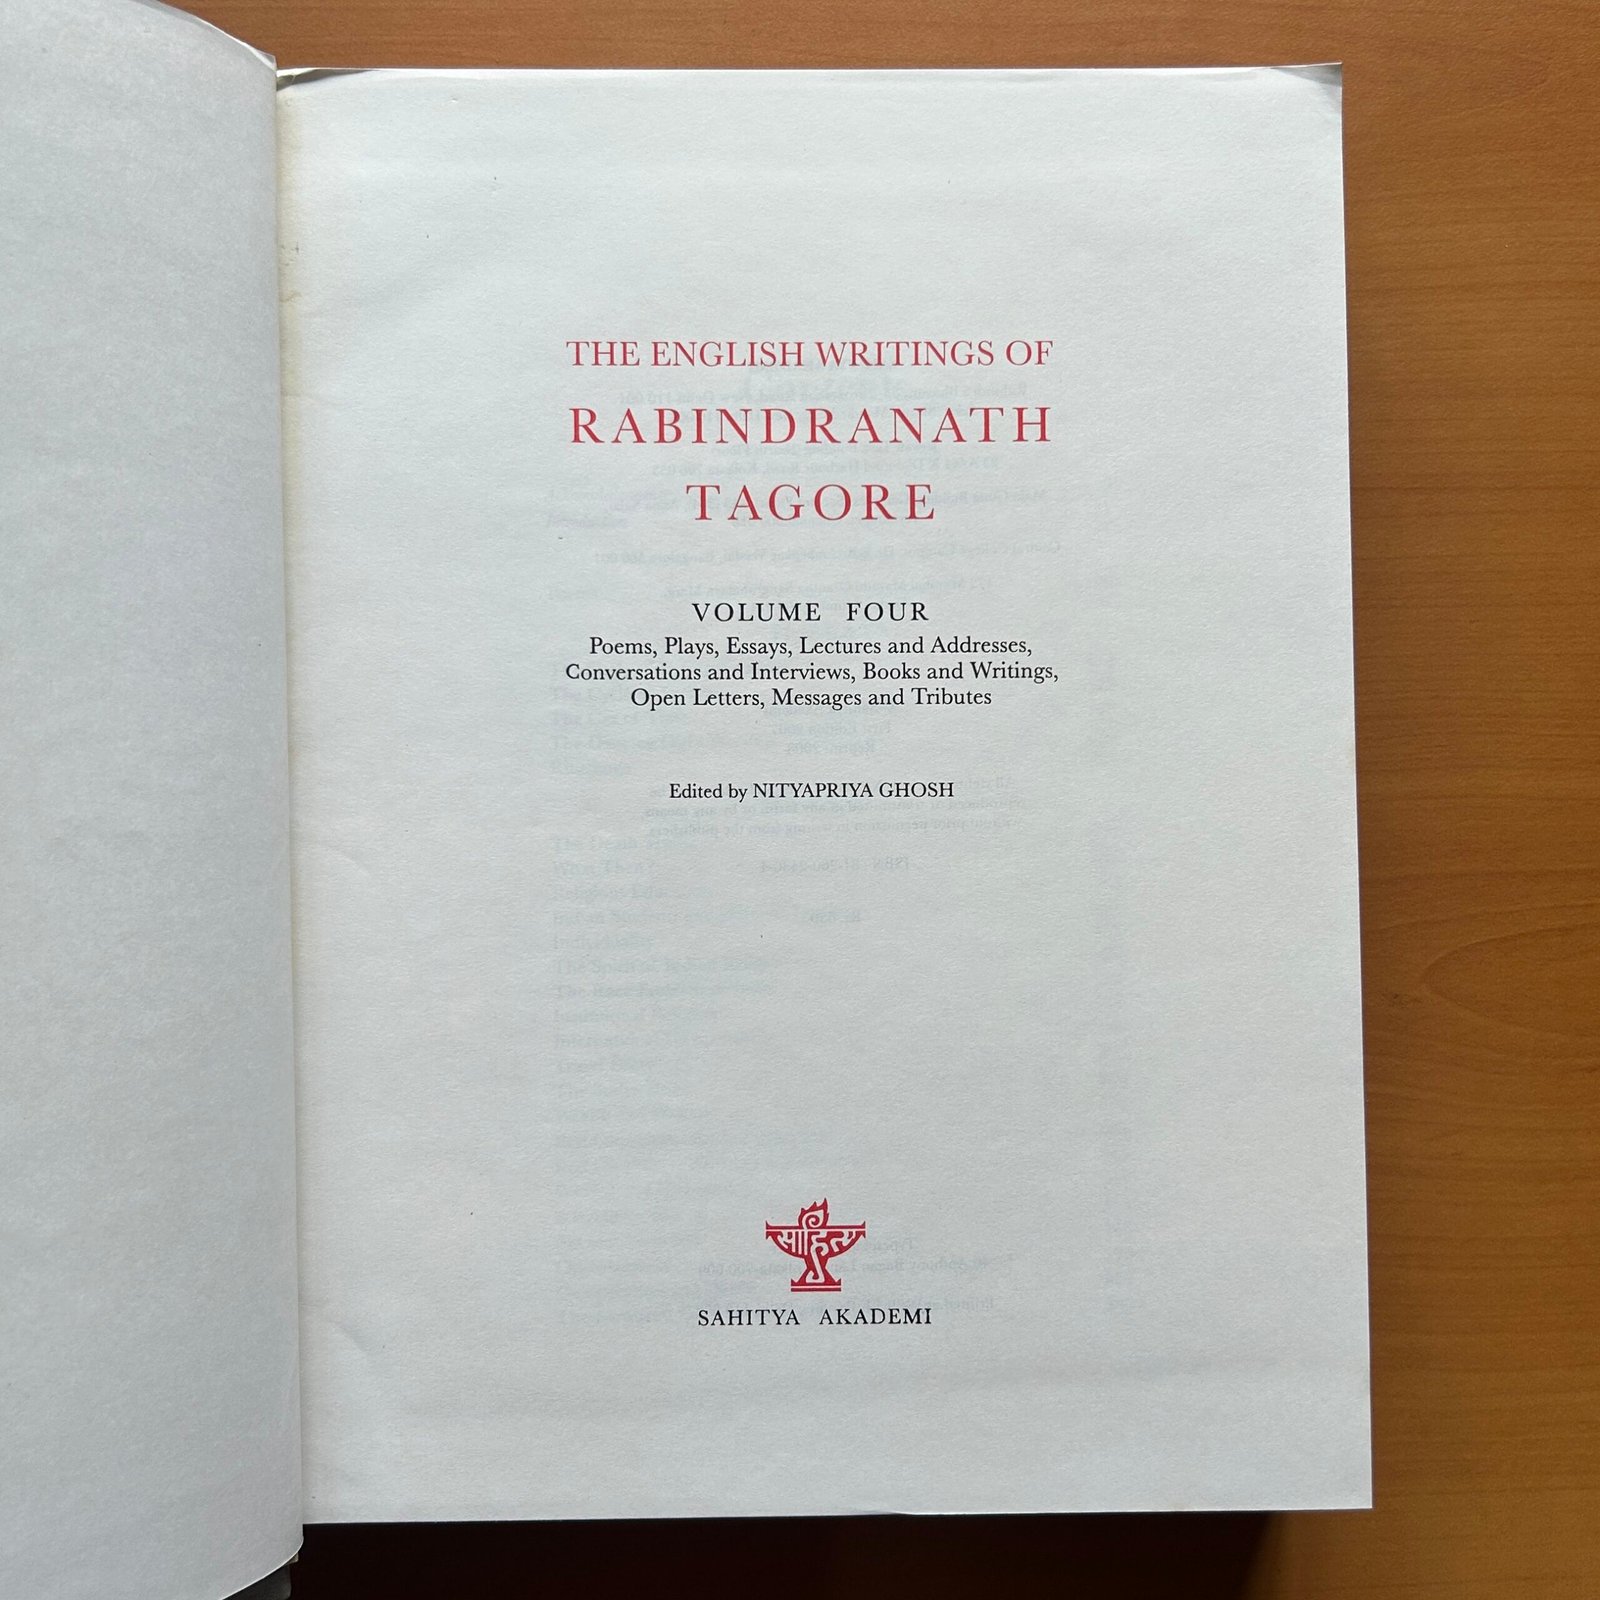 THE ENGLISH WRITINGS OF
RABINDRANATH
TAGORE
VOLUME FOUR
Poems, Plays, Essays, Lectures and Addresses,
Conversations and Interviews, Books and Writings,
Open Letters, Messages and Tributes
Edited by NITYAPRIYA GHOSH
साहित्य
SAHITYA AKADEMI